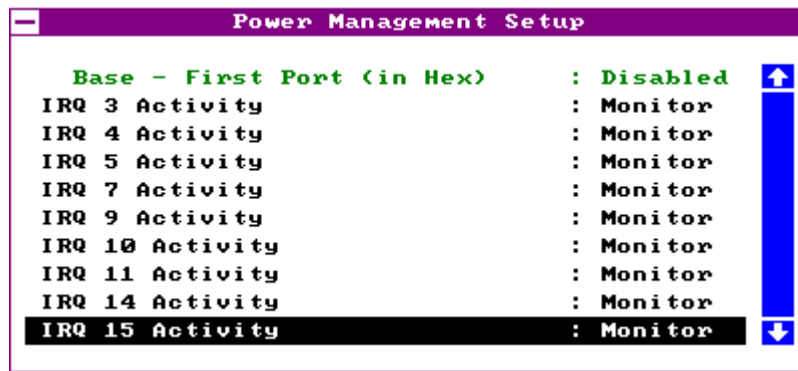 Power Management Setup
Base - First Port (in Hex) : Disabled
IRQ 3 Activity : Monitor
IRQ 4 Activity : Monitor
IRQ 5 Activity : Monitor
IRQ 7 Activity : Monitor
IRQ 9 Activity : Monitor
IRQ 10 Activity : Monitor
IRQ 11 Activity : Monitor
IRQ 14 Activity : Monitor
IRQ 15 Activity : Monitor